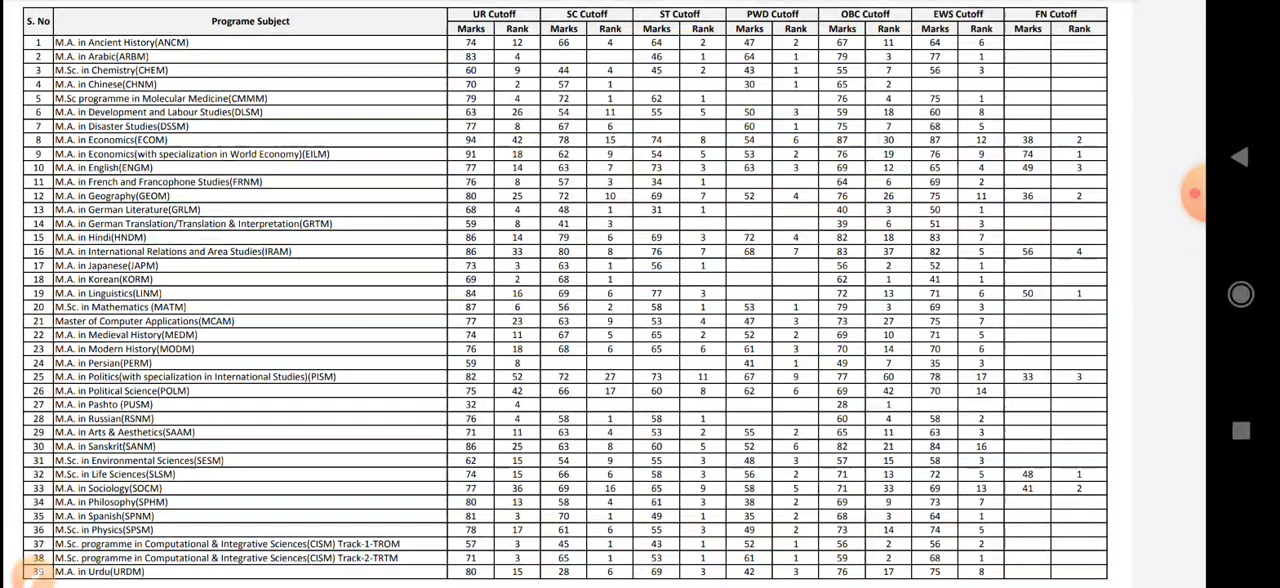 S. No Programe Subject UR Cutoff SC Cutoff ST Cutoff PWD Cutoff OBC Cutoff EWS Cutoff FN Cutoff
Marks Rank Marks Rank Marks Rank Marks Rank Marks Rank Marks Rank Marks Rank
1 M.A. in Ancient History(ANCM) 74 12 66 4 64 2 47 2 67 11 64 6
2 M.A. in Arabic(ARBM) 83 4 46 1 64 1 79 3 77 1
3 M.Sc. in Chemistry(CHEM) 60 9 44 4 45 2 43 1 55 7 56 3
4 M.A. in Chinese(CHNM) 70 2 57 1 30 1 65 2
5 M.Sc programme in Molecular Medicine(CMMM) 79 4 72 1 62 1 76 4 75 1
6 M.A. in Development and Labour Studies(DLSM) 63 26 54 11 55 5 50 3 59 18 60 8
7 M.A. in Disaster Studies(DSSM) 77 8 67 6 60 1 75 7 68 5
8 M.A. in Economics(ECOM) 94 42 78 15 74 8 54 6 87 30 87 12 38 2
9 M.A. in Economics(with specialization in World Economy)(EILM) 91 18 62 9 54 5 53 2 76 19 76 9 74 1
10 M.A. in English(ENGM) 77 14 63 7 73 3 63 3 69 12 65 4 49 3
11 M.A. in French and Francophone Studies(FRNM) 76 8 57 3 34 1 64 6 69 2
12 M.A. in Geography(GEOM) 80 25 72 10 69 7 52 4 76 26 75 11 36 2
13 M.A. in German Literature(GRLM) 68 4 48 1 31 1 40 3 50 1
14 M.A. in German Translation/Translation & Interpretation(GRTM) 59 8 41 3 39 6 51 3
15 M.A. in Hindi(HNDM) 86 14 79 6 69 3 72 4 82 18 83 7
16 M.A. in International Relations and Area Studies(IRAM) 86 33 80 8 76 7 68 7 83 37 82 5 56 4
17 M.A. in Japanese(JAPM) 73 3 63 1 56 1 56 2 52 1
18 M.A. in Korean(KORM) 69 2 68 1 62 1 41 1
19 M.A. in Linguistics(LINM) 84 16 69 6 77 3 72 13 71 6 50 1
20 M.Sc. in Mathematics (MATM) 87 6 56 2 58 1 53 1 79 3 69 3
21 Master of Computer Applications(MCAM) 77 23 63 9 53 4 47 3 73 27 75 7
22 M.A. in Medieval History(MEDM) 74 11 67 5 65 2 52 2 69 10 71 5
23 M.A. in Modern History(MODM) 76 18 68 6 65 6 61 3 70 14 70 6
24 M.A. in Persian(PERM) 59 8 41 1 49 7 35 3
25 M.A. in Politics(with specialization in International Studies)(PISM) 82 52 72 27 73 11 67 9 77 60 78 17 33 3
26 M.A. in Political Science(POLM) 75 42 66 17 60 8 62 6 69 42 70 14
27 M.A. in Pashto (PUSM) 32 4 28 1
28 M.A. in Russian(RSNM) 76 4 58 1 58 1 60 4 58 2
29 M.A. in Arts & Aesthetics(SAAM) 71 11 63 4 53 2 55 2 65 11 63 3
30 M.A. in Sanskrit(SANM) 86 25 63 8 60 5 52 6 82 21 84 16
31 M.Sc. in Environmental Sciences(SESM) 62 15 54 9 55 3 48 3 57 15 58 3
32 M.Sc. in Life Sciences(SLSM) 74 15 66 6 58 3 56 2 71 13 72 5 48 1
33 M.A. in Sociology(SOCM) 77 36 69 16 65 9 58 5 71 33 69 13 41 2
34 M.A. in Philosophy(SPHM) 80 13 58 4 61 3 38 2 69 9 73 7
35 M.A. in Spanish(SPNM) 81 3 70 1 49 1 35 2 68 3 64 1
36 M.Sc. in Physics(SPSM) 78 17 61 6 55 3 49 2 73 14 74 5
37 M.Sc. programme in Computational & Integrative Sciences(CISM) Track-1-TROM 57 3 45 1 43 1 52 1 56 2 56 2
38 M.Sc. programme in Computational & Integrative Sciences(CISM) Track-2-TRTM 71 3 65 1 53 1 61 1 59 2 68 1
39 M.A. in Urdu(URDM) 80 15 28 6 69 3 42 3 76 17 75 8